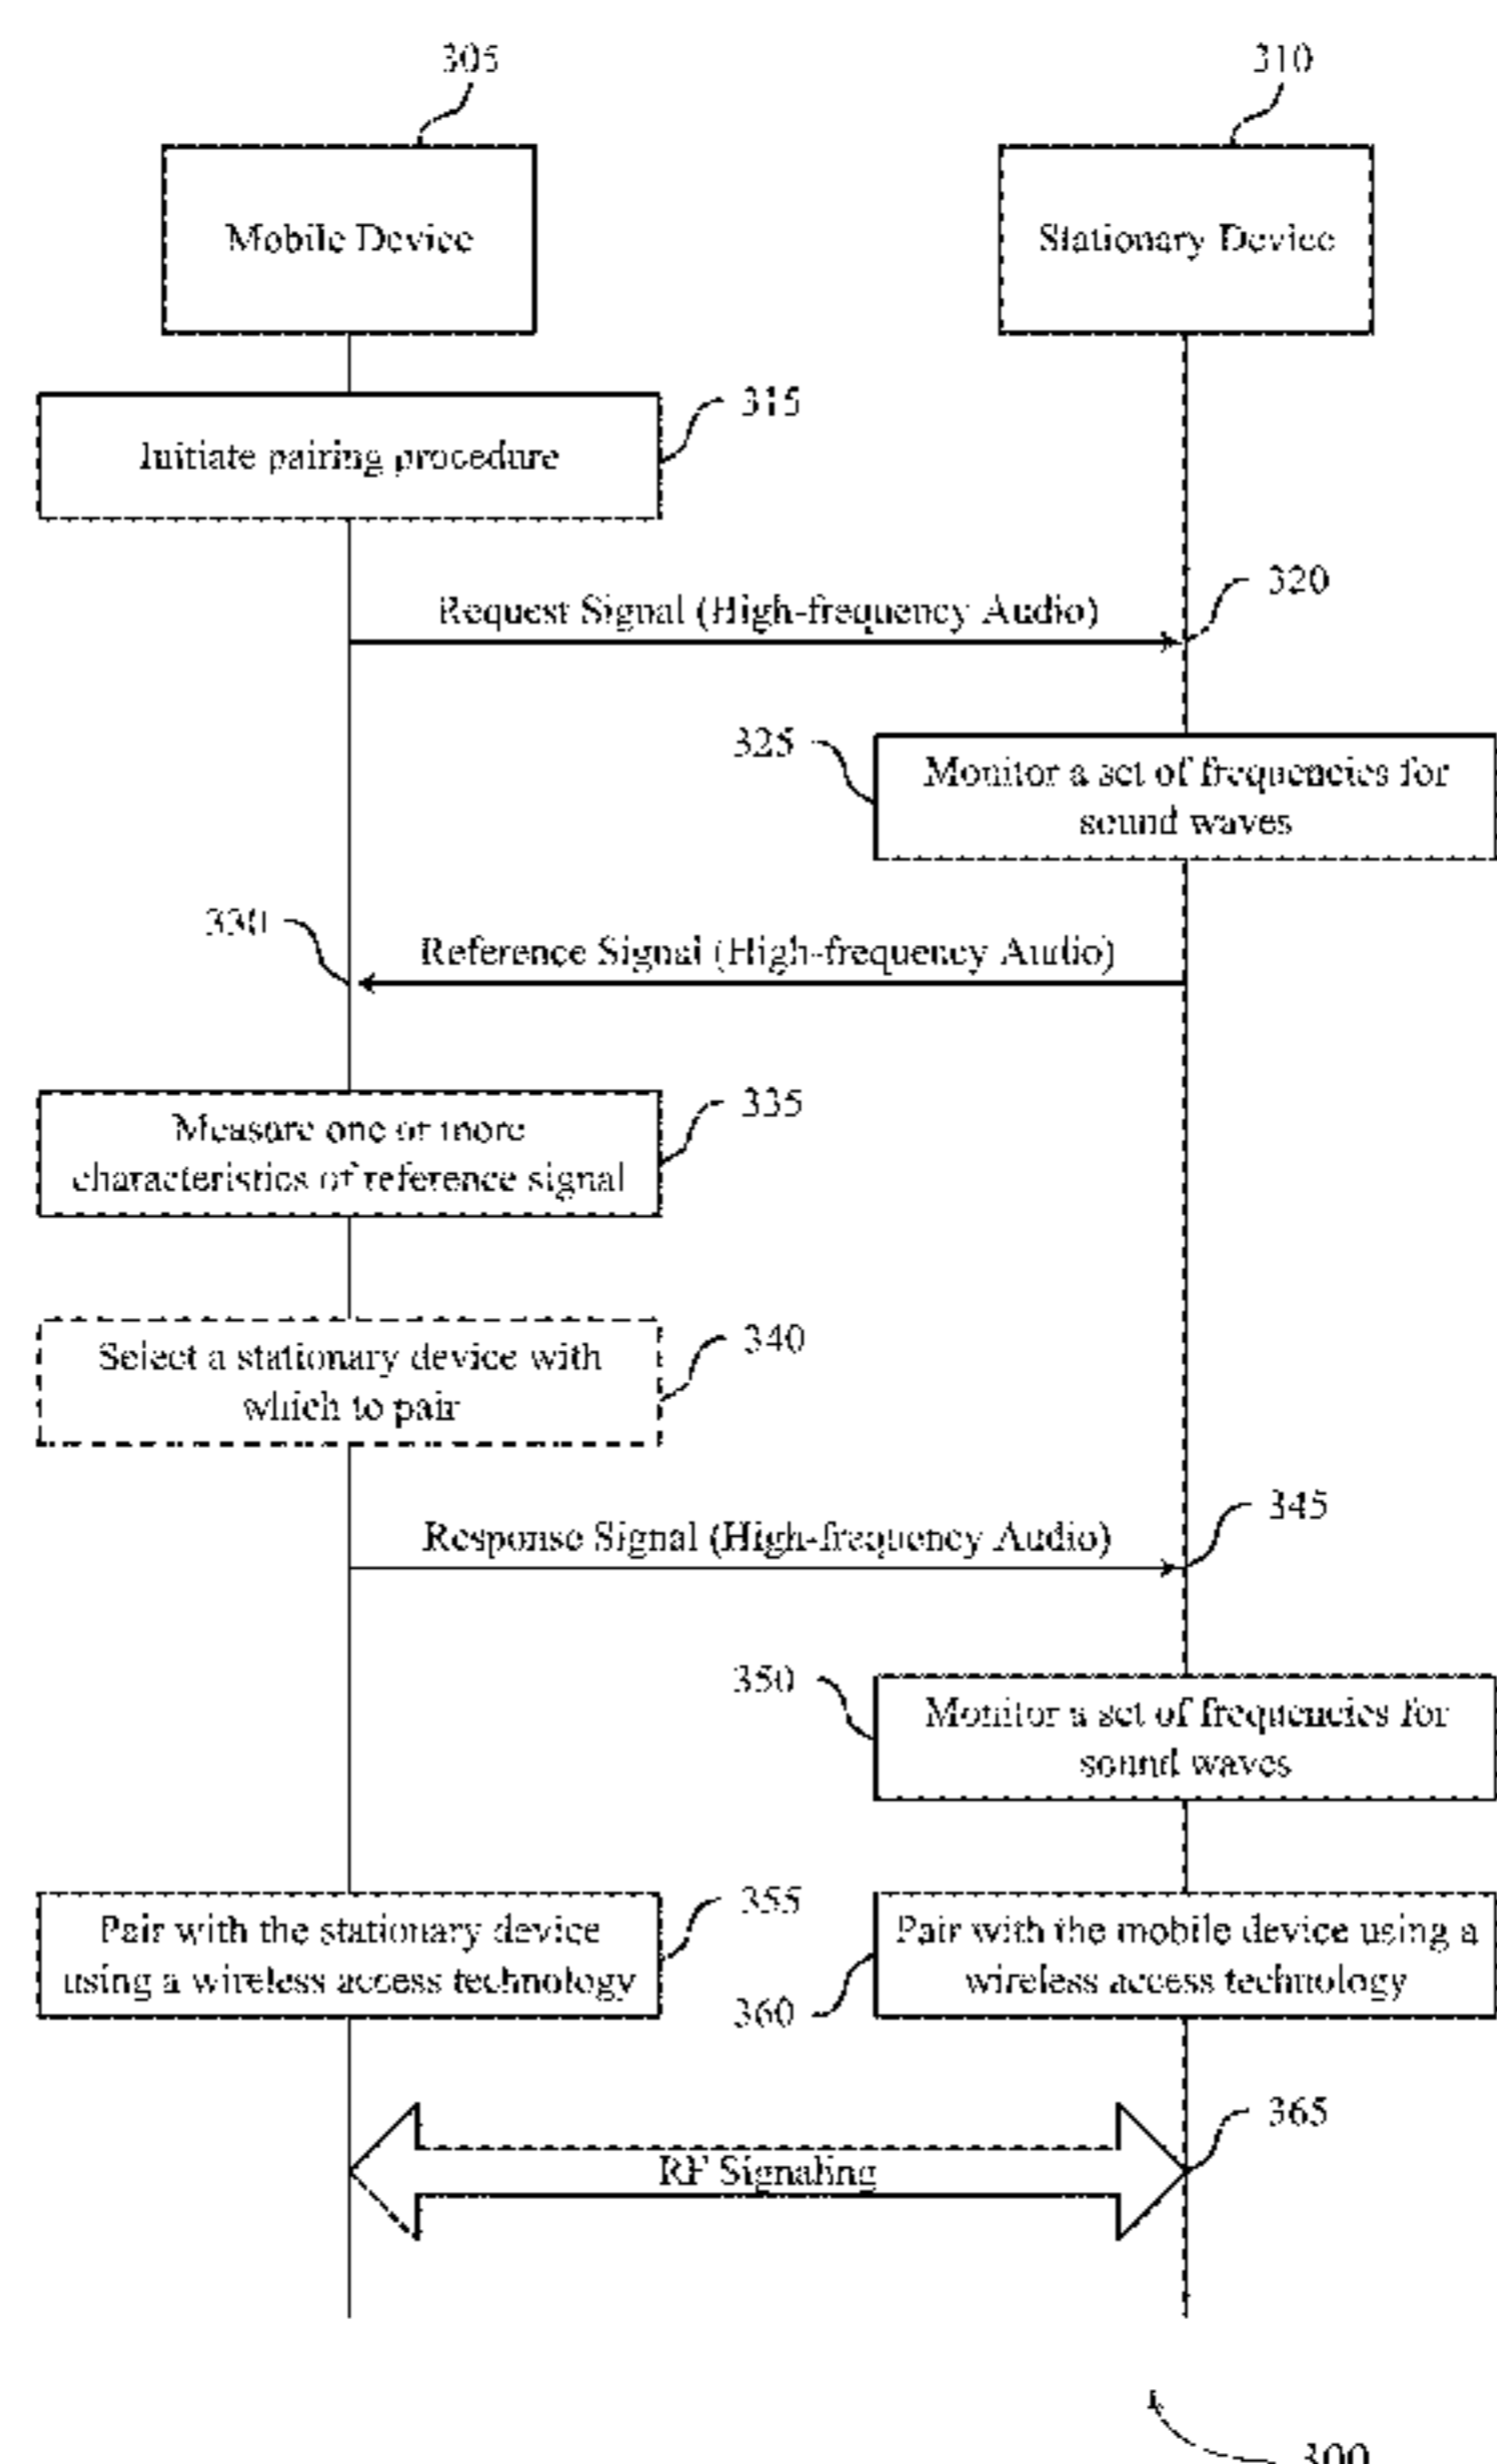 305
310
Mobile Device
Stationary Device
315
Initiate pairing procedure
320
Request Signal (High-frequency Audio)
325
Monitor a set of frequencies for
sound waves
330
Reference Signal (High-frequency Audio)
335
Measure one or more
characteristics of reference signal
340
Select a stationary device with
which to pair
345
Response Signal (High-frequency Audio)
350
Monitor a set of frequencies for
sound waves
355
Pair with the stationary device
using a wireless access technology
Pair with the mobile device using a
wireless access technology
360
365
RF Signaling
300